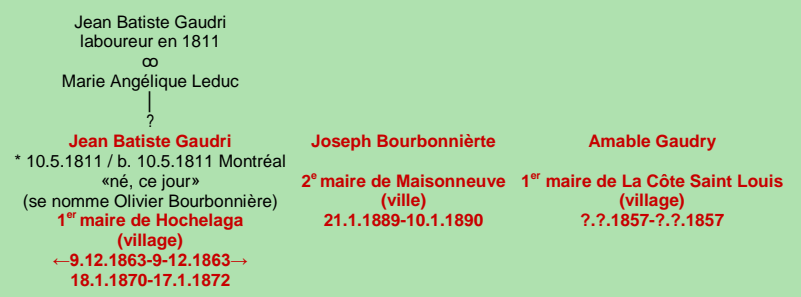 Jean Batiste Gaudri
laboureur en 1811
∞
Marie Angélique Leduc
|
?
Jean Batiste Gaudri
* 10.5.1811 / b. 10.5.1811 Montréal
«né, ce jour»
(se nomme Olivier Bourbonnière)
1er maire de Hochelaga
(village)
←9.12.1863-9-12.1863→
18.1.1870-17.1.1872
Joseph Bourbonnièrte
2e maire de Maisonneuve
(ville)
21.1.1889-10.1.1890
Amable Gaudry
1er maire de La Côte Saint Louis
(village)
?.?.1857-?.?.1857